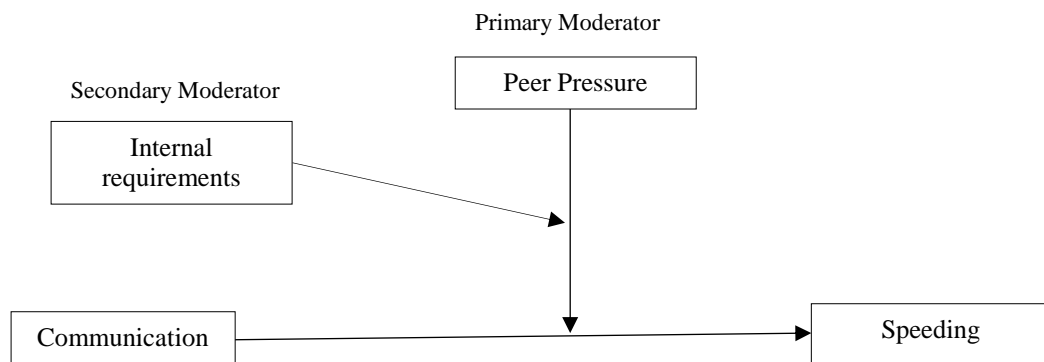 Primary Moderator
Peer Pressure
Secondary Moderator
Internal
requirements
Communication
Speeding